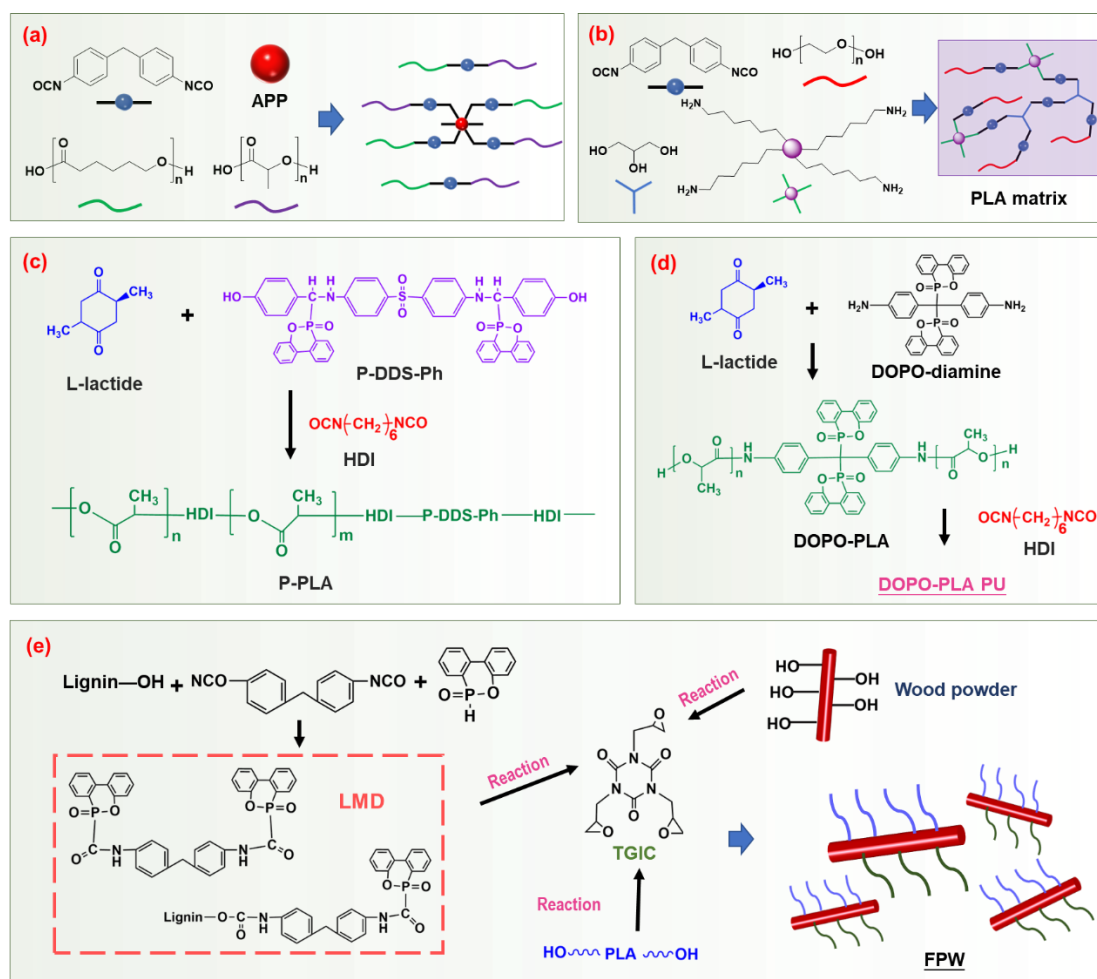 (a)
OCN
NCO
APP
HO
O
O
n
H
HO
O
O
n
H
(b)
OCN
NCO
HO
O
n
OH
H2N
NH2
HO
OH
OH
NH2
NH2
PLA matrix
(c)
O
CH3
H3C
O
L-lactide
+
HO
H
C
H
N
O
S
O
H
N
H
C
OH
O
P=O
O
P=O
P-DDS-Ph
OCN(CH2)6NCO
HDI
O
CH3
O
n
HDI
O
CH3
O
m
HDI
P-DDS-Ph
HDI
P-PLA
(d)
O
CH3
H3C
O
L-lactide
+
O=P-O
H2N
NH2
O-P=O
DOPO-diamine
O=P-O
H
O
O
CH3
n
H
N
H
N
O
CH3
O
n
H
O-P=O
DOPO-PLA
OCN(CH2)6NCO
HDI
DOPO-PLA PU
(e)
Lignin—OH
+
NCO
NCO
+
O=P-O
H
Reaction
HO
HO
HO
OH
OH
Wood powder
LMD
O=P-O
O=C
N
H
N
H
C=O
P=O
O
Lignin
O-C-N
O
H
H
N
C
O
O-P=O
Reaction
O
O
N
N
O
N
O
O
O
TGIC
Reaction
HO
PLA
OH
FPW